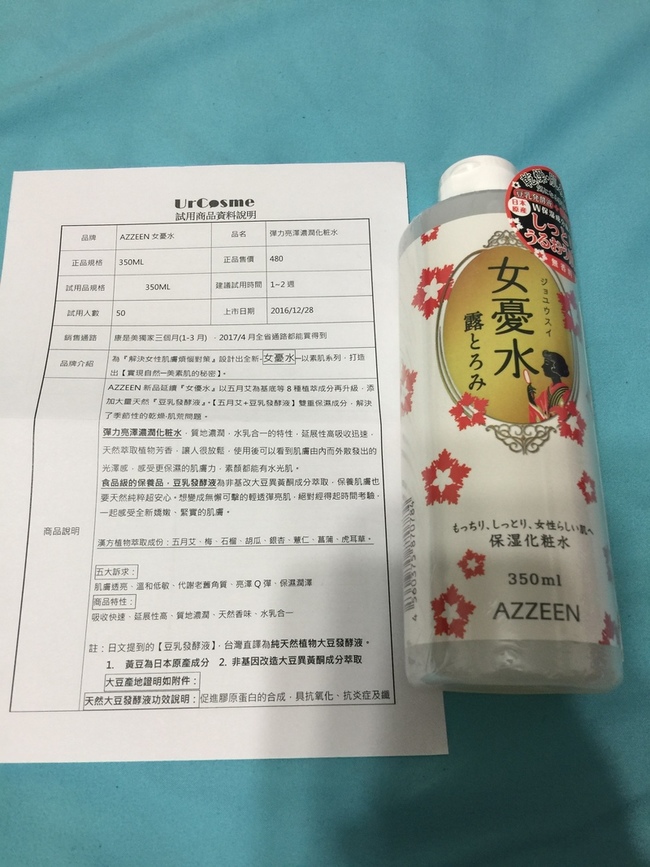 UrCosme
試用商品資料說明
品牌 AZZEEN 女憂水 品名 彈力亮澤濃潤化粧水
正品規格 350ML 正品售價 480
試用品規格 350ML 建議試用時間 1~2 週
試用人數 50 上市日期 2016/12/28
銷售通路 康是美獨家三個月(1-3 月)，2017/4 月全省通路都能買得到
品牌介紹 為『解決女性肌膚煩惱對策』設計出全新-女憂水-以素肌系列，打造
出【實現自然─美素肌的秘密】。
商品說明
AZZEEN 新品延續『女憂水』以五月艾為基底等 8 種植萃成分再升級，添
加大量天然『豆乳發酵液』。【五月艾+豆乳發酵液】雙重保濕成分，解決
了季節性的乾燥-肌荒問題。
彈力亮澤濃潤化粧水，質地濃潤，水乳合一的特性，延展性高吸收迅速，
天然萃取植物芳香，讓人很放鬆，使用後可以看到肌膚由內而外散發出的
光澤感，感受更保濕的肌膚力，素顏都能有水光肌。
食品級的保養品，豆乳發酵液為非基改大豆異黃酮成分萃取，保養肌膚也
要天然純粹超安心。想變成無懈可擊的輕透彈亮肌，絕對經得起時間考驗，
一起感受全新嬌嫩、緊實的肌膚。
漢方植物萃取成份：五月艾、梅、石榴、胡瓜、銀杏、薏仁、菖蒲、虎耳草。
五大訴求：
肌膚透亮、溫和低敏、代謝老舊角質、亮澤 Q 彈、保濕潤澤
商品特性：
吸收快速，延展性高，質地濃潤，天然香味，水乳合一
註：日文提到的【豆乳發酵液】，台灣直譯為純天然植物大豆發酵液。
1. 黃豆為日本原產成分 2. 非基因改造大豆異黃酮成分萃取
大豆產地證明如附件：
天然大豆發酵液功效說明：促進膠原蛋白的合成，具抗氧化、抗炎症及纖
日本
原産
しっと
うるおう
女憂水
ジョユウスイ
露とろみ
もっちり、しっとり、女性らしい肌へ
保湿化粧水
350ml
AZZEEN